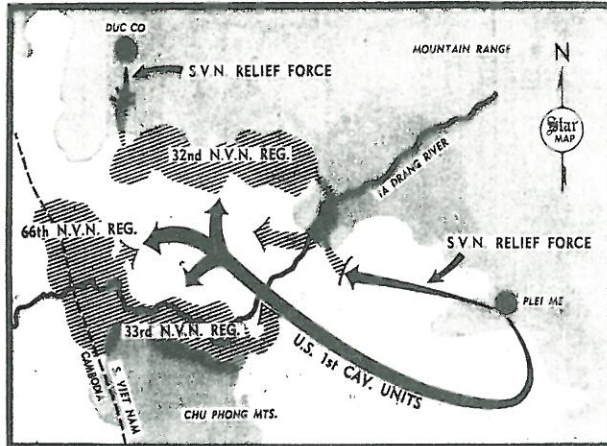 DUC CO
S.V.N. RELIEF FORCE
MOUNTAIN RANGE
N
Star
MAP
32nd N.V.N. REG.
IA DRANG RIVER
66th N.V.N. REG.
S.V.N. RELIEF FORCE
PLEI ME
33rd N.V.N. REG.
U.S. 1st CAV. UNITS
S. VIET NAM
CAMBODIA
CHU PHONG MTS.